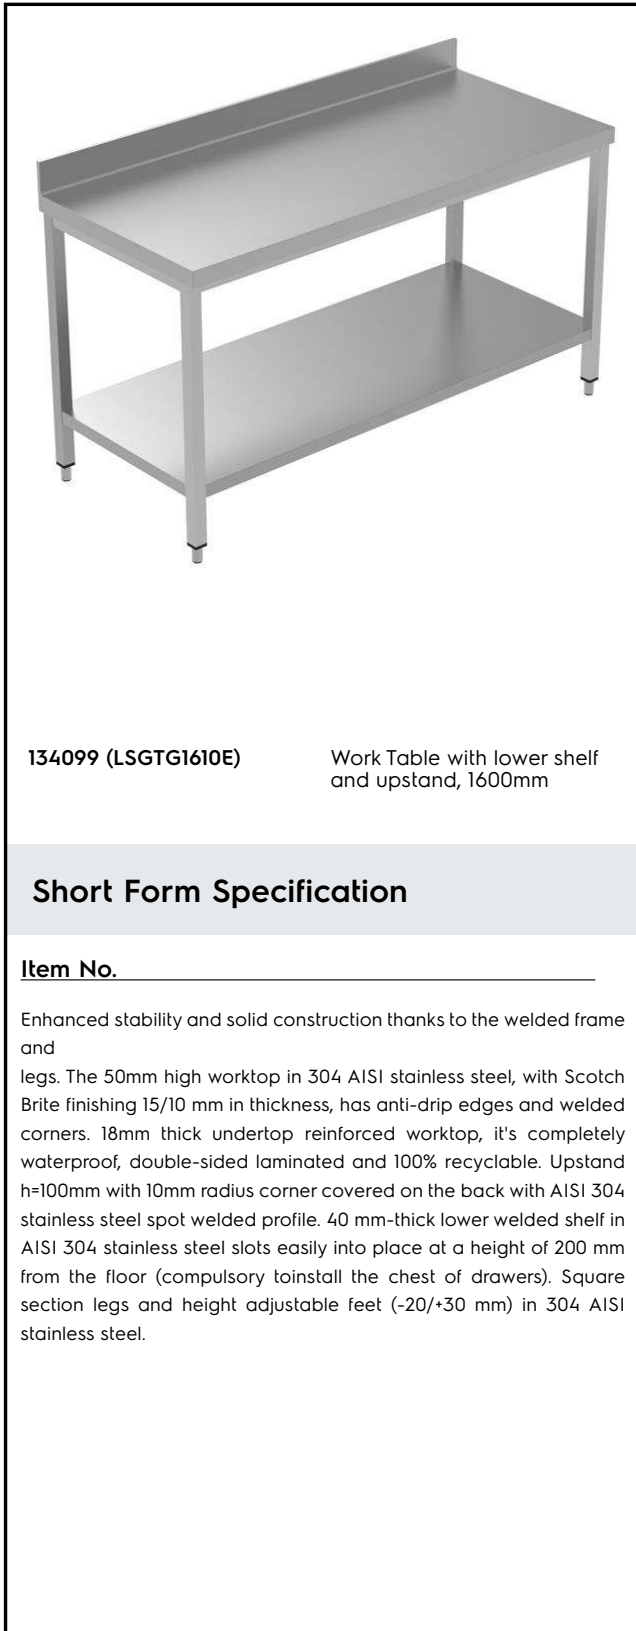 134099 (LSGTG1610E)
Work Table with lower shelf
and upstand, 1600mm
Short Form Specification
Item No.
Enhanced stability and solid construction thanks to the welded frame
and
legs. The 50mm high worktop in 304 AISI stainless steel, with Scotch
Brite finishing 15/10 mm in thickness, has anti-drip edges and welded
corners. 18mm thick undertop reinforced worktop, it's completely
waterproof, double-sided laminated and 100% recyclable. Upstand
h=100mm with 10mm radius corner covered on the back with AISI 304
stainless steel spot welded profile. 40 mm-thick lower welded shelf in
AISI 304 stainless steel slots easily into place at a height of 200 mm
from the floor (compulsory toinstall the chest of drawers). Square
section legs and height adjustable feet (-20/+30 mm) in 304 AISI
stainless steel.